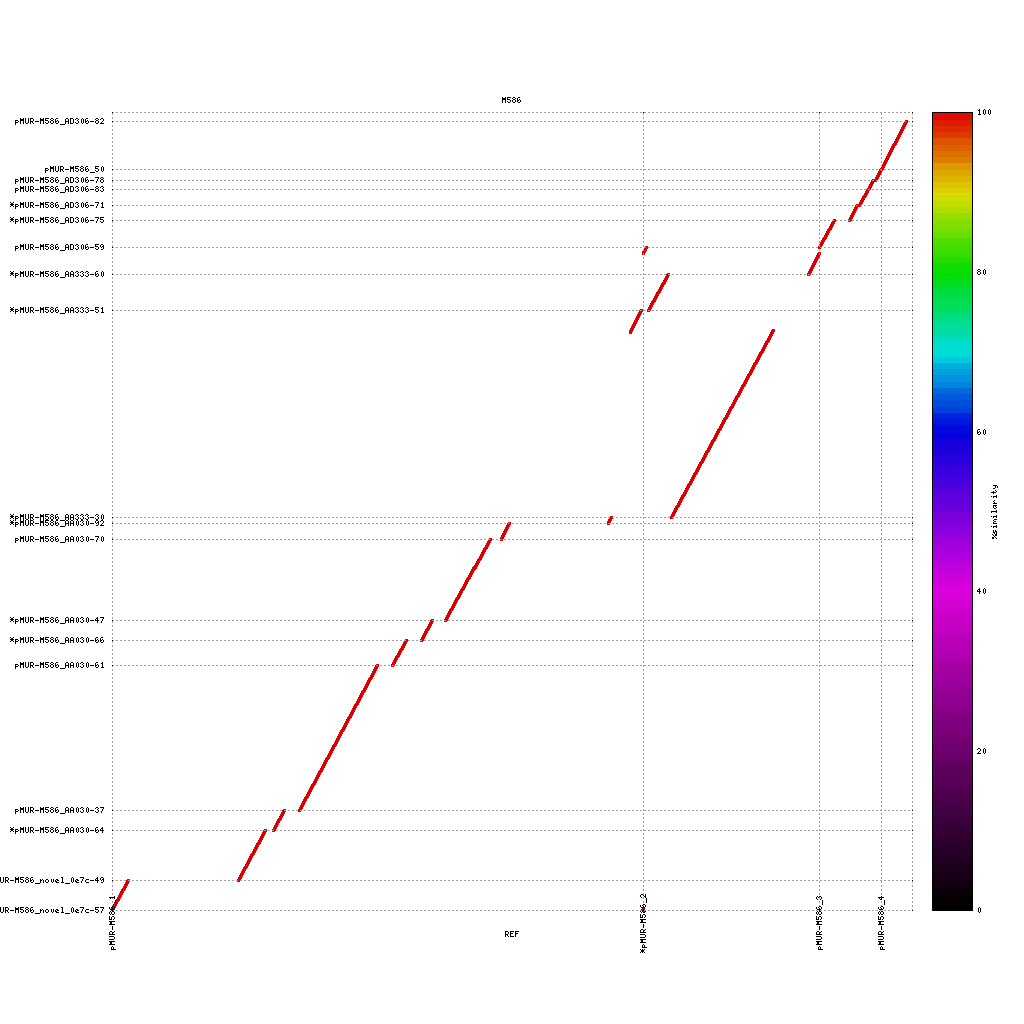 M586
pMUR-M586_AD306-82
pMUR-M586_50
pMUR-M586_AD306-78
pMUR-M586_AD306-83
*pMUR-M586_AD306-71
*pMUR-M586_AD306-75
pMUR-M586_AD306-59
*pMUR-M586_AA333-60
*pMUR-M586_AA333-51
*pMUR-M586_AA333-30
*pMUR-M586_AA030-92
pMUR-M586_AA030-70
*pMUR-M586_AA030-47
*pMUR-M586_AA030-66
pMUR-M586_AA030-61
pMUR-M586_AA030-37
*pMUR-M586_AA030-64
UR-M586_novel_0e7c-49
UR-M586_novel_0e7c-57
pMUR-M586_1
*pMUR-M586_2
pMUR-M586_3
pMUR-M586_4
REF
100
80
60
40
20
0
%similarity